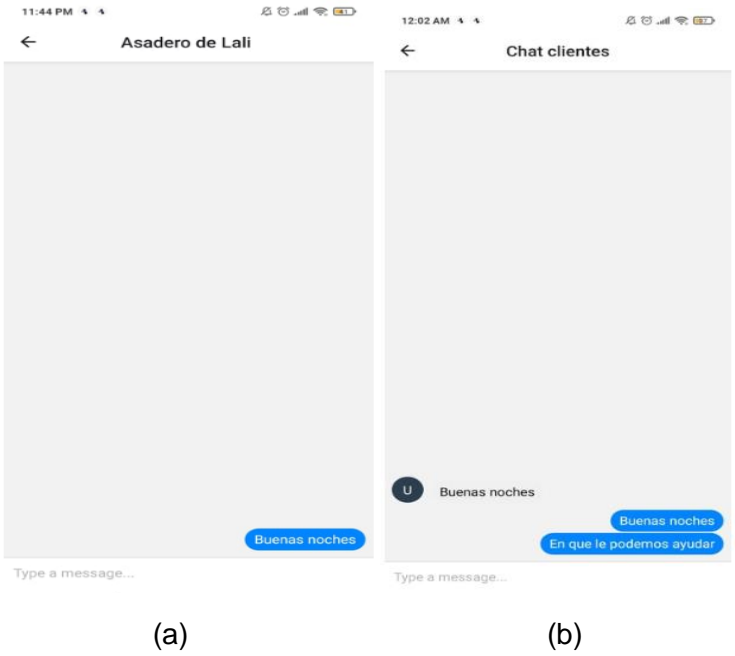 11:44 PM
Asadero de Lali
Buenas noches
Type a message...
(a)
12:02 AM
Chat clientes
U
Buenas noches
Buenas noches
En que le podemos ayudar
Type a message...
(b)